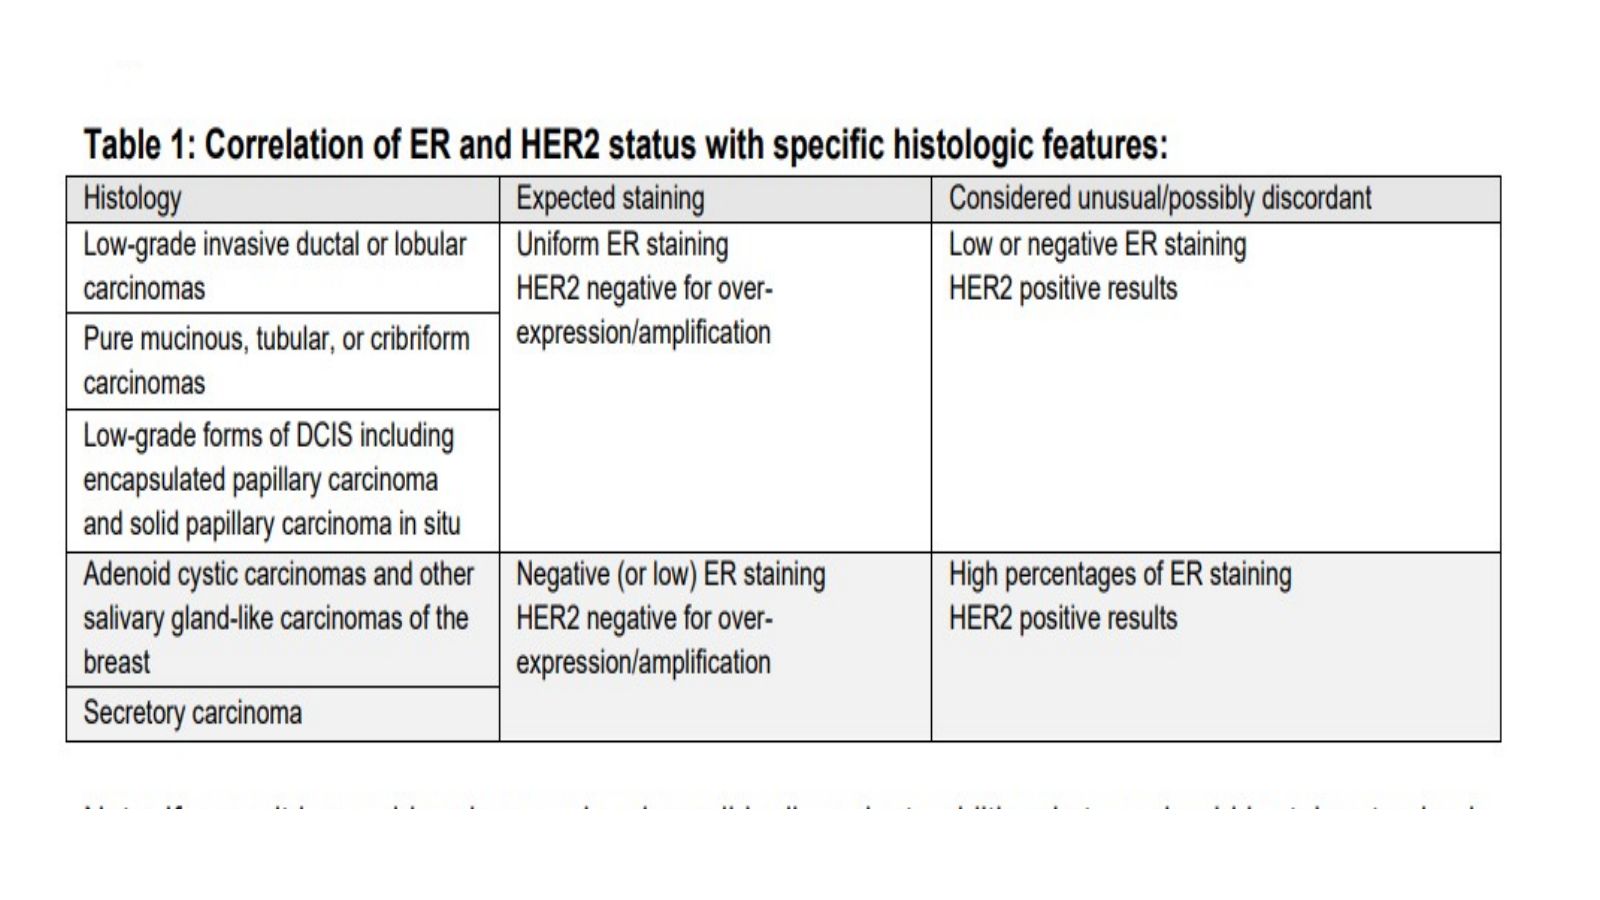 Table 1: Correlation of ER and HER2 status with specific histologic features:
Histology
Expected staining
Considered unusual/possibly discordant
Low-grade invasive ductal or lobular
carcinomas
Pure mucinous, tubular, or cribriform
carcinomas
Low-grade forms of DCIS including
encapsulated papillary carcinoma
and solid papillary carcinoma in situ
Uniform ER staining
HER2 negative for over-
expression/amplification
Low or negative ER staining
HER2 positive results
Adenoid cystic carcinomas and other
salivary gland-like carcinomas of the
breast
Secretory carcinoma
Negative (or low) ER staining
HER2 negative for over-
expression/amplification
High percentages of ER staining
HER2 positive results